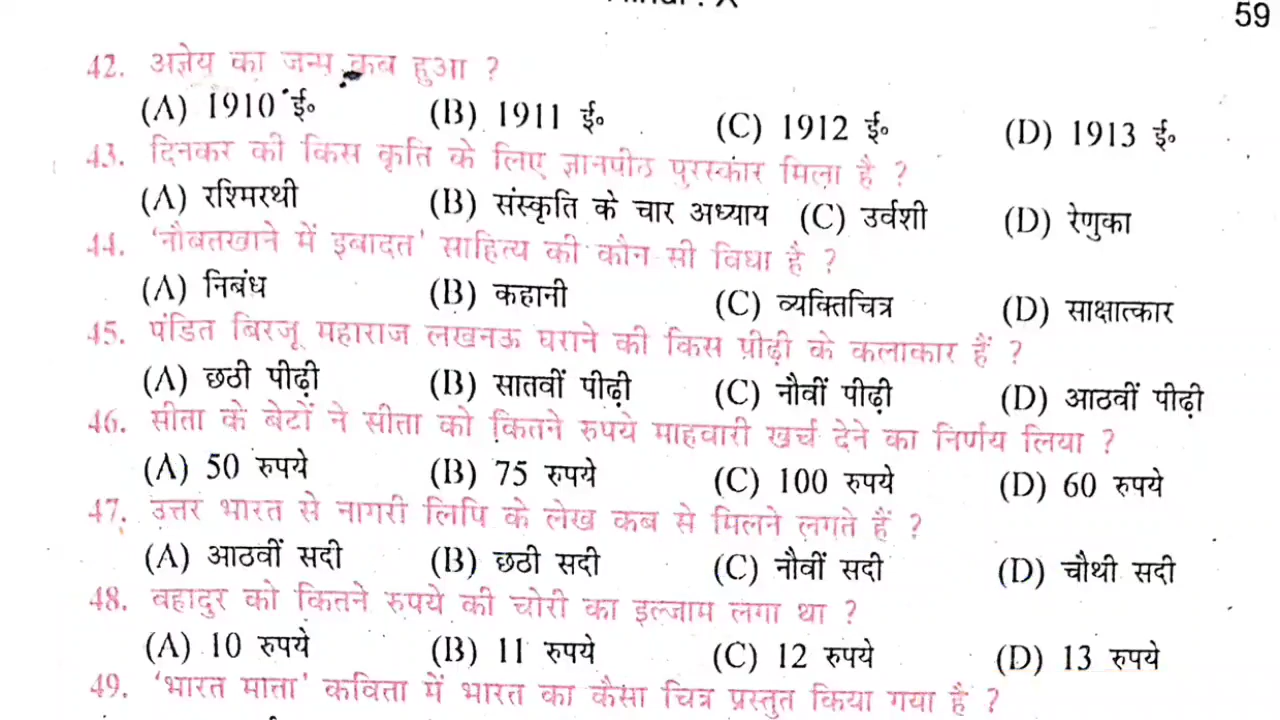 59
42. अज्ञेय का जन्म कब हुआ ?
(A) 1910 ई० (B) 1911 ई० (C) 1912 ई० (D) 1913 ई०
43. दिनकर की किस कृति के लिए ज्ञानपीठ पुरस्कार मिला है ?
(A) रश्मिरथी (B) संस्कृति के चार अध्याय (C) उर्वशी (D) रेणुका
44. 'नौबतखाने में इबादत' साहित्य की कौन सी विधा है ?
(A) निबंध (B) कहानी (C) व्यक्तिचित्र (D) साक्षात्कार
45. पंडित बिरजू महाराज लखनऊ घराने की किस पीढ़ी के कलाकार हैं ?
(A) छठी पीढ़ी (B) सातवीं पीढ़ी (C) नौवीं पीढ़ी (D) आठवीं पीढ़ी
46. सीता के बेटों ने सीता को कितने रुपये माहवारी खर्च देने का निर्णय लिया ?
(A) 50 रुपये (B) 75 रुपये (C) 100 रुपये (D) 60 रुपये
47. उत्तर भारत से नागरी लिपि के लेख कब से मिलने लगते हैं ?
(A) आठवीं सदी (B) छठी सदी (C) नौवीं सदी (D) चौथी सदी
48. बहादुर को कितने रुपये की चोरी का इल्जाम लगा था ?
(A) 10 रुपये (B) 11 रुपये (C) 12 रुपये (D) 13 रुपये
49. 'भारत माता' कविता में भारत का कैसा चित्र प्रस्तुत किया गया है ?